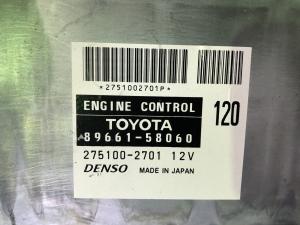 *2751002701P*
ENGINE CONTROL 120
TOYOTA
89661-58060
275100-2701 12V
DENSO MADE IN JAPAN